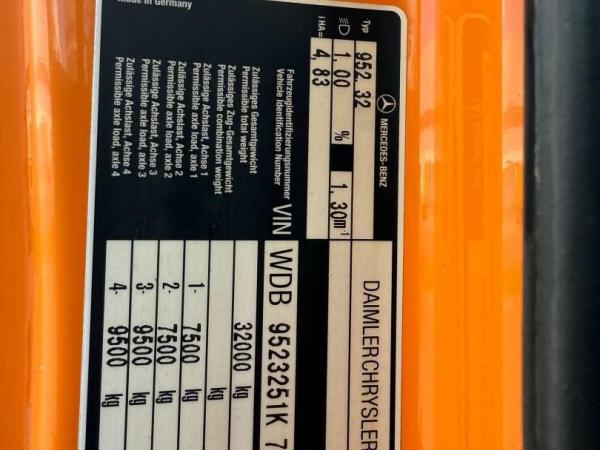 MERCEDES-BENZ DAIMLERCHRYSLER
Typ 952.32
1,00 % 1,30m⁻¹
iHA= 4,83
Fahrzeugidentifizierungsnummer
Vehicle Identification Number VIN WDB 9523251K 7
Zulässiges Gesamtgewicht
Permissible total weight 32000 kg
Zulässiges Zug-Gesamtgewicht
Permissible combination weight
Zulässige Achslast, Achse 1
Permissible axle load, axle 1 1- 7500 kg
Zulässige Achslast, Achse 2
Permissible axle load, axle 2 2- 7500 kg
Zulässige Achslast, Achse 3
Permissible axle load, axle 3 3- 9500 kg
Zulässige Achslast, Achse 4
Permissible axle load, axle 4 4- 9500 kg
Made in Germany